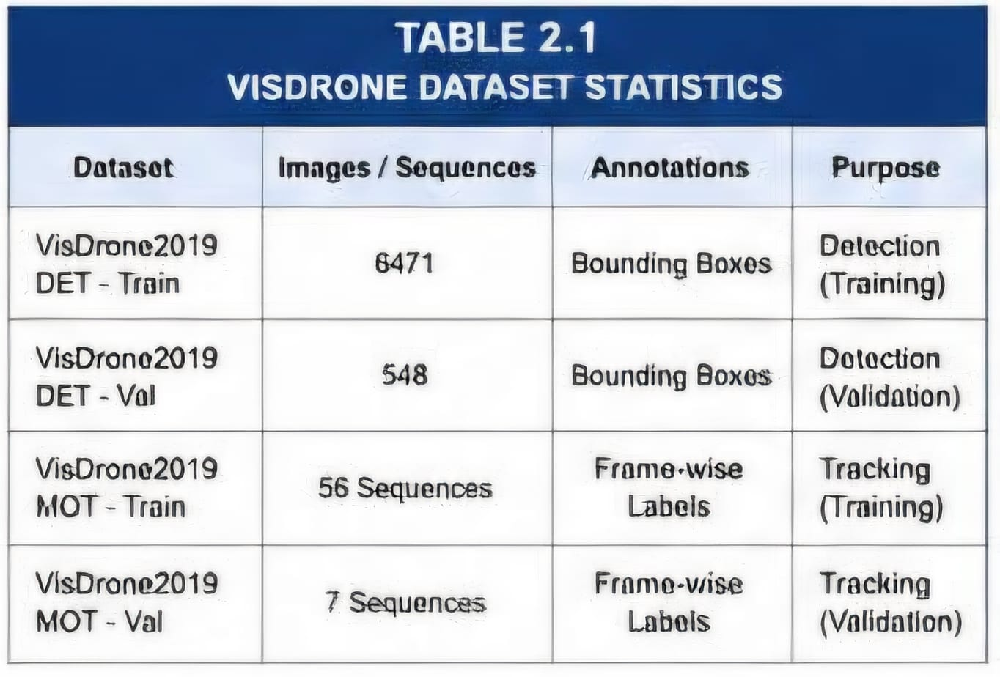 TABLE 2.1
VISDRONE DATASET STATISTICS
Dataset Images / Sequences Annotations Purpose
VisDrone2019
DET - Train
6471
Bounding Boxes
Detection
(Training)
VisDrone2019
DET - Val
548
Bounding Boxes
Detection
(Validation)
VisDrone2019
MOT - Train
56 Sequences
Frame-wise
Labels
Tracking
(Training)
VisDrone2019
MOT - Val
7 Sequences
Frame-wise
Labels
Tracking
(Validation)